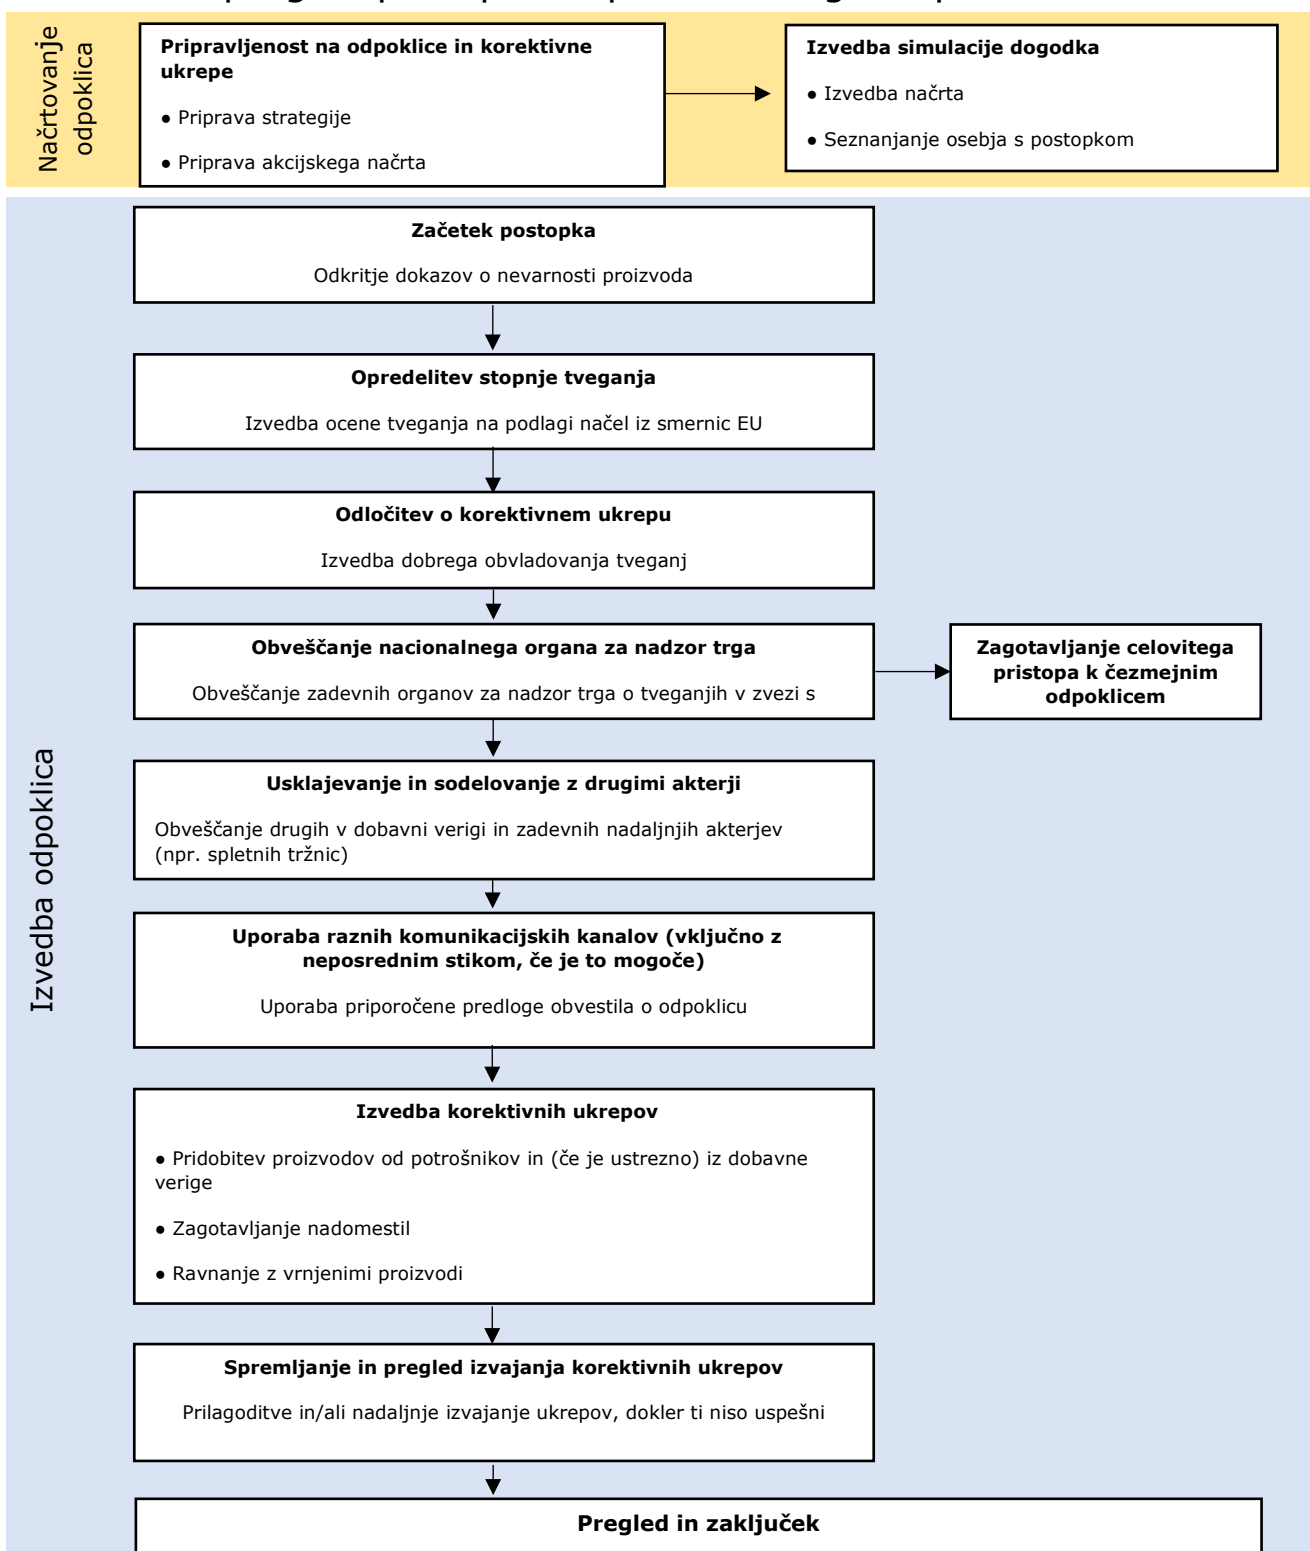 Načrtovanje
odpoklica
Pripravljenost na odpoklice in korektivne
ukrepe
● Priprava strategije
● Priprava akcijskega načrta
Izvedba simulacije dogodka
● Izvedba načrta
● Seznanjanje osebja s postopkom
Izvedba odpoklica
Začetek postopka
Odkritje dokazov o nevarnosti proizvoda
Opredelitev stopnje tveganja
Izvedba ocene tveganja na podlagi načel iz smernic EU
Odločitev o korektivnem ukrepu
Izvedba dobrega obvladovanja tveganj
Obveščanje nacionalnega organa za nadzor trga
Obveščanje zadevnih organov za nadzor trga o tveganjih v zvezi s
Zagotavljanje celovitega
pristopa k čezmejnim
odpoklicem
Usklajevanje in sodelovanje z drugimi akterji
Obveščanje drugih v dobavni verigi in zadevnih nadaljnjih akterjev
(npr. spletnih tržnic)
Uporaba raznih komunikacijskih kanalov (vključno z
neposrednim stikom, če je to mogoče)
Uporaba priporočene predloge obvestila o odpoklicu
Izvedba korektivnih ukrepov
● Pridobitev proizvodov od potrošnikov in (če je ustrezno) iz dobavne
verige
● Zagotavljanje nadomestil
● Ravnanje z vrnjenimi proizvodi
Spremljanje in pregled izvajanja korektivnih ukrepov
Prilagoditve in/ali nadaljnje izvajanje ukrepov, dokler ti niso uspešni
Pregled in zaključek